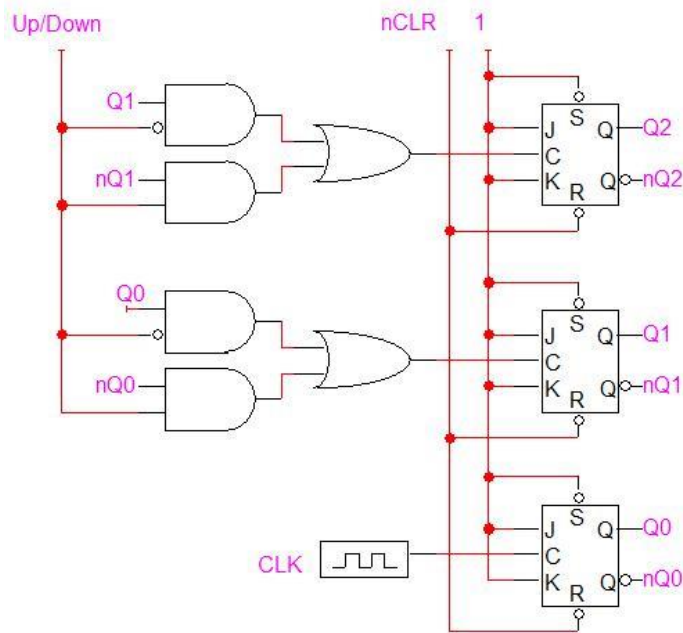 Up/Down nCLR 1
Q1
S
J Q Q2
nQ1 C
K Q nQ2
R
Q0
S
J Q Q1
nQ0 C
K Q nQ1
R
S
J Q Q0
CLK C
K Q nQ0
R